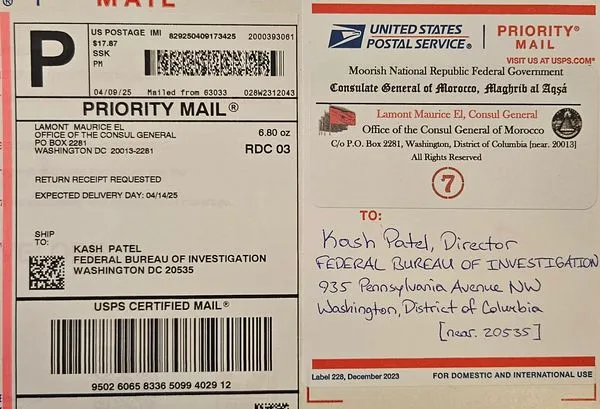 MAIL
US POSTAGE IMI 829250409173425 2000393061
$17.87
SSK
PM
P
04/09/25 Mailed from 63033 028W2312043
PRIORITY MAIL®
LAMONT MAURICE EL
OFFICE OF THE CONSUL GENERAL
PO BOX 2281
WASHINGTON DC 20013-2281
6.80 oz
RDC 03
RETURN RECEIPT REQUESTED
EXPECTED DELIVERY DAY: 04/14/25
SHIP
TO:
KASH PATEL
FEDERAL BUREAU OF INVESTIGATION
WASHINGTON DC 20535
USPS CERTIFIED MAIL®
9502 6065 8336 5099 4029 12
UNITED STATES
POSTAL SERVICE®
PRIORITY®
MAIL
VISIT US AT USPS.COM®
Moorish National Republic Federal Government
Consulate General of Morocco, Maghrib al Aqsá
Lamont Maurice El, Consul General
Office of the Consul General of Morocco
C/o P.O. Box 2281, Washington, District of Columbia [near. 20013]
All Rights Reserved
7
TO:
Kash Patel, Director
FEDERAL BUREAU OF INVESTIGATION
935 Pennsylvania Avenue NW
Washington, District of Columbia
[near. 20535]
Label 228, December 2023 FOR DOMESTIC AND INTERNATIONAL USE